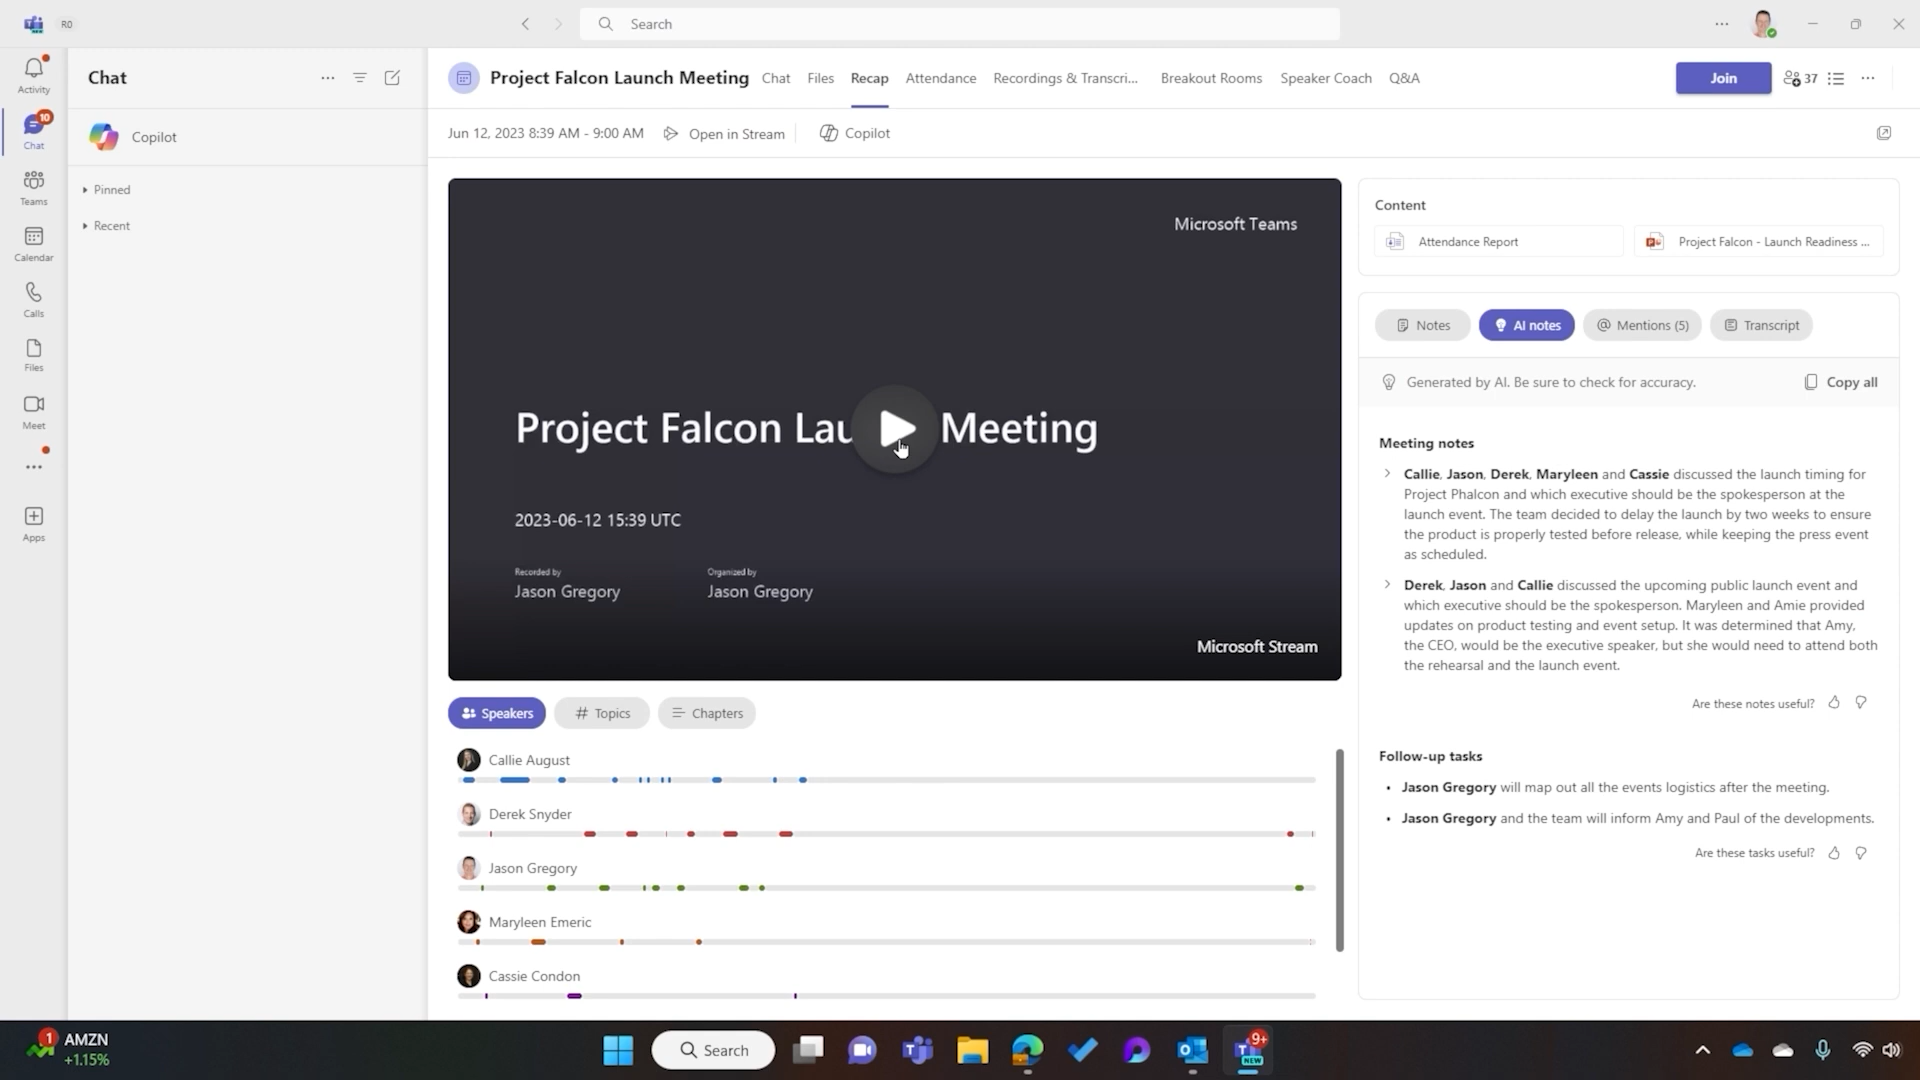 R0
Search
Activity
10
Chat
Teams
Calendar
Calls
Files
Meet
Apps
Chat
Copilot
Pinned
Recent
Project Falcon Launch Meeting
Chat
Files
Recap
Attendance
Recordings & Transcri...
Breakout Rooms
Speaker Coach
Q&A
Join
37
Jun 12, 2023 8:39 AM - 9:00 AM
Open in Stream
Copilot
Microsoft Teams
Project Falcon Lau Meeting
2023-06-12 15:39 UTC
Recorded by
Jason Gregory
Organized by
Jason Gregory
Microsoft Stream
Speakers
# Topics
Chapters
Callie August
Derek Snyder
Jason Gregory
Maryleen Emeric
Cassie Condon
Content
Attendance Report
Project Falcon - Launch Readiness ...
Notes
AI notes
@ Mentions (5)
Transcript
Generated by AI. Be sure to check for accuracy.
Copy all
Meeting notes
Callie, Jason, Derek, Maryleen and Cassie discussed the launch timing for
Project Phalcon and which executive should be the spokesperson at the
launch event. The team decided to delay the launch by two weeks to ensure
the product is properly tested before release, while keeping the press event
as scheduled.
Derek, Jason and Callie discussed the upcoming public launch event and
which executive should be the spokesperson. Maryleen and Amie provided
updates on product testing and event setup. It was determined that Amy,
the CEO, would be the executive speaker, but she would need to attend both
the rehearsal and the launch event.
Are these notes useful?
Follow-up tasks
• Jason Gregory will map out all the events logistics after the meeting.
• Jason Gregory and the team will inform Amy and Paul of the developments.
Are these tasks useful?
1
AMZN
+1.15%
Search
9+
NEW